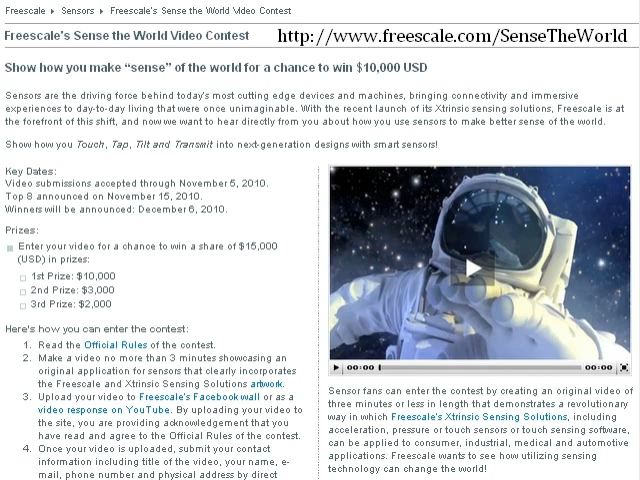 Freescale ▸ Sensors ▸ Freescale's Sense the World Video Contest
Freescale's Sense the World Video Contest
http://www.freescale.com/SenseTheWorld
Show how you make “sense” of the world for a chance to win $10,000 USD
Sensors are the driving force behind today's most cutting edge devices and machines, bringing connectivity and immersive
experiences to day-to-day living that were once unimaginable. With the recent launch of its Xtrinsic sensing solutions, Freescale is at
the forefront of this shift, and now we want to hear directly from you about how you use sensors to make better sense of the world.
Show how you Touch, Tap, Tilt and Transmit into next-generation designs with smart sensors!
Key Dates:
Video submissions accepted through November 5, 2010.
Top 8 announced on November 15, 2010.
Winners will be announced: December 6, 2010.
Prizes:
Enter your video for a chance to win a share of $15,000
(USD) in prizes:
1st Prize: $10,000
2nd Prize: $3,000
3rd Prize: $2,000
Here's how you can enter the contest:
1. Read the Official Rules of the contest.
2. Make a video no more than 3 minutes showcasing an
original application for sensors that clearly incorporates
the Freescale and Xtrinsic Sensing Solutions artwork.
3. Upload your video to Freescale's Facebook wall or as a
video response on YouTube. By uploading your video to
the site, you are providing acknowledgement that you
have read and agree to the Official Rules of the contest.
4. Once your video is uploaded, submit your contact
information including title of the video, your name, e-
mail, phone number and physical address by direct
00:00 00:00
Sensor fans can enter the contest by creating an original video of
three minutes or less in length that demonstrates a revolutionary
way in which Freescale's Xtrinsic Sensing Solutions, including
acceleration, pressure or touch sensors or touch sensing software,
can be applied to consumer, industrial, medical and automotive
applications. Freescale wants to see how utilizing sensing
technology can change the world!